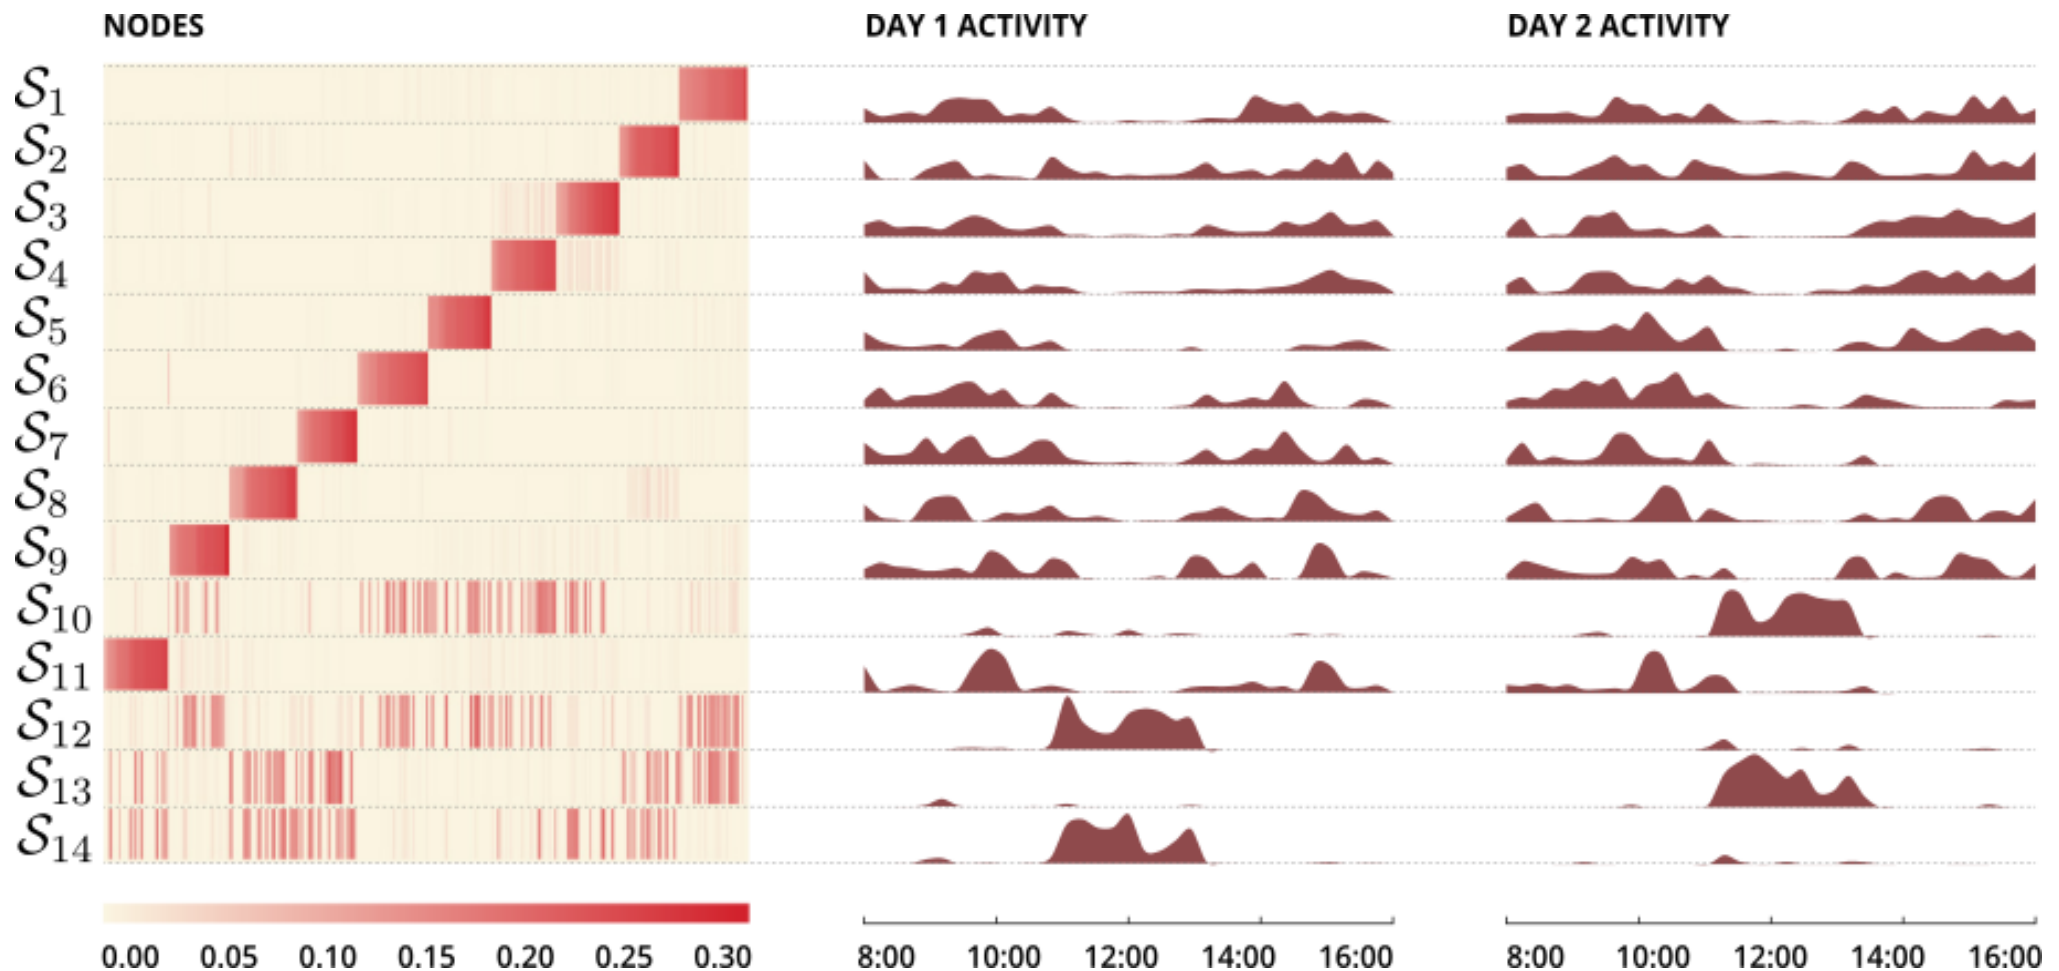 NODES DAY 1 ACTIVITY DAY 2 ACTIVITY
S1
S2
S3
S4
S5
S6
S7
S8
S9
S10
S11
S12
S13
S14
0.00 0.05 0.10 0.15 0.20 0.25 0.30 8:00 10:00 12:00 14:00 16:00 8:00 10:00 12:00 14:00 16:00